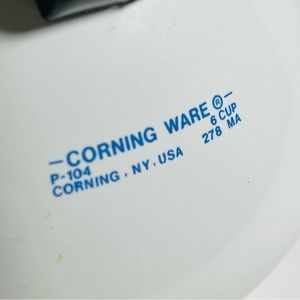 —CORNING WARE®—
P-104 6 CUP
CORNING, NY, USA 278 MA